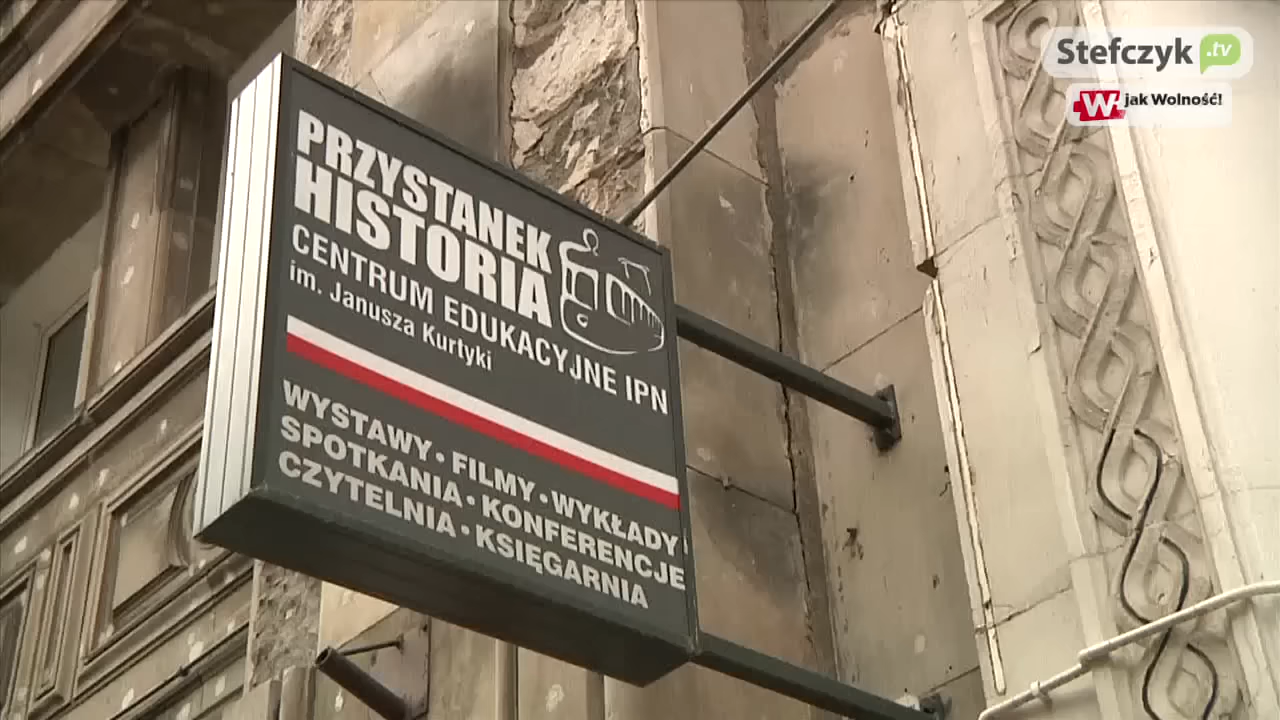 Stefczyk .tv
W jak Wolność!
PRZYSTANEK
HISTORIA
CENTRUM EDUKACYJNE IPN
im. Janusza Kurtyki
WYSTAWY • FILMY • WYKŁADY
SPOTKANIA • KONFERENCJE
CZYTELNIA • KSIĘGARNIA